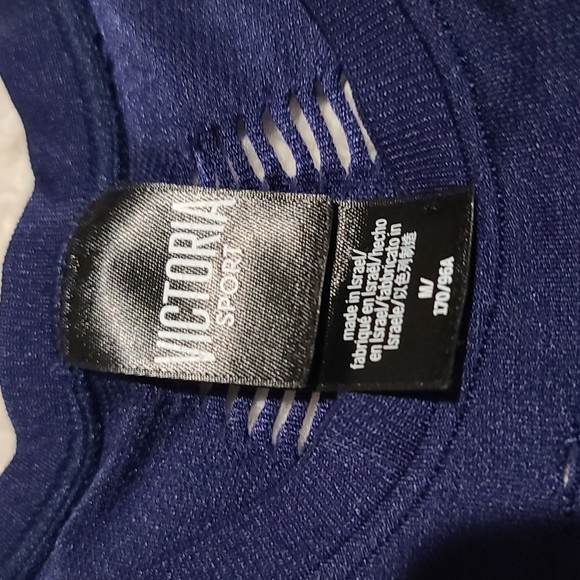 VICTORIA
SPORT
made in Israel/
fabriqué en Israël/hecho
en Israel/fabbricato in
Israele/以色列制造
M/
170/96A